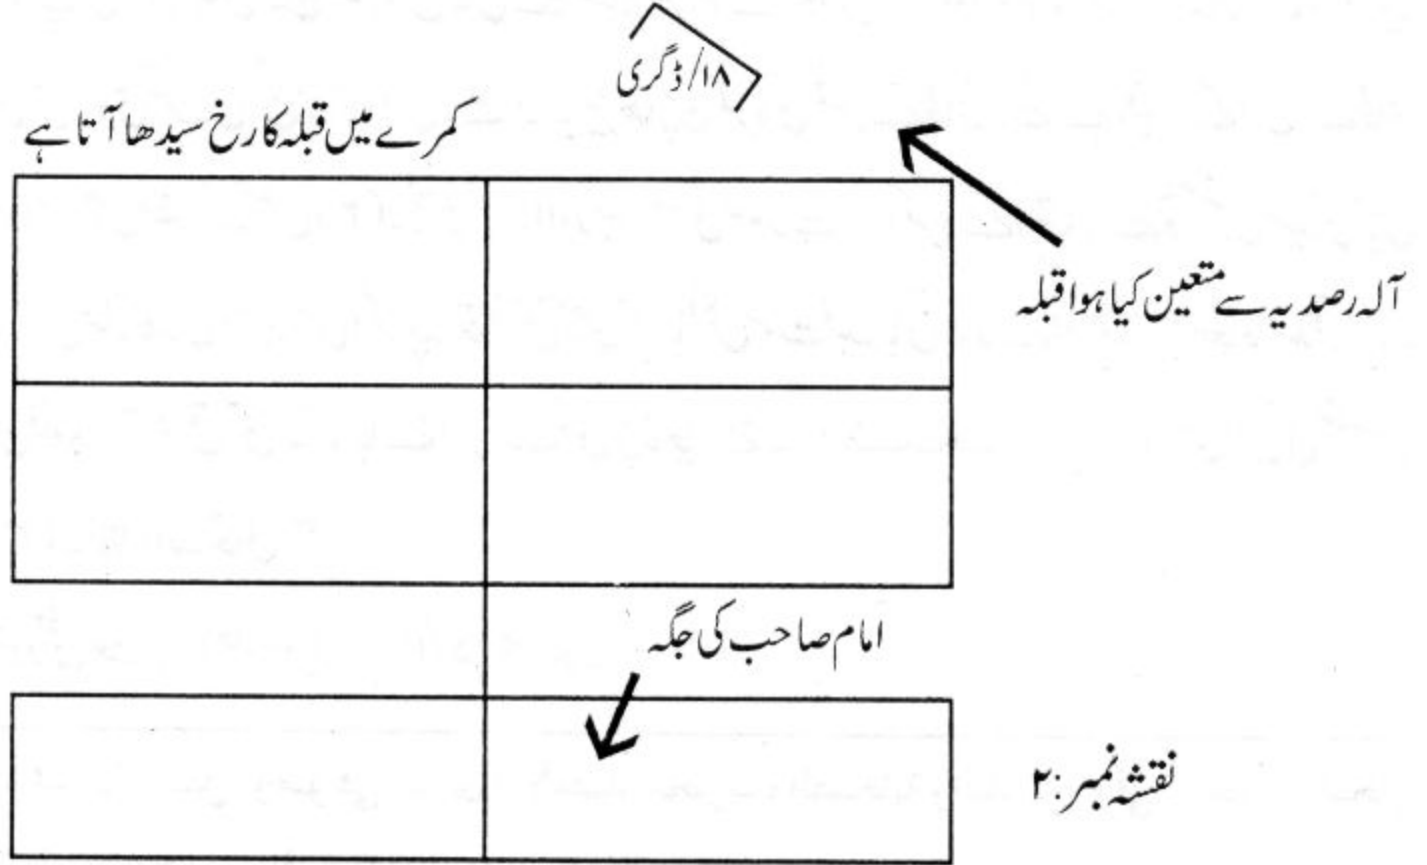 ۱۸/ڈگری
کمرے میں قبلہ کا رخ سیدھا آتا ہے
آلہ رصدیہ سے متعین کیا ہوا قبلہ
امام صاحب کی جگہ
نقشہ نمبر:۲